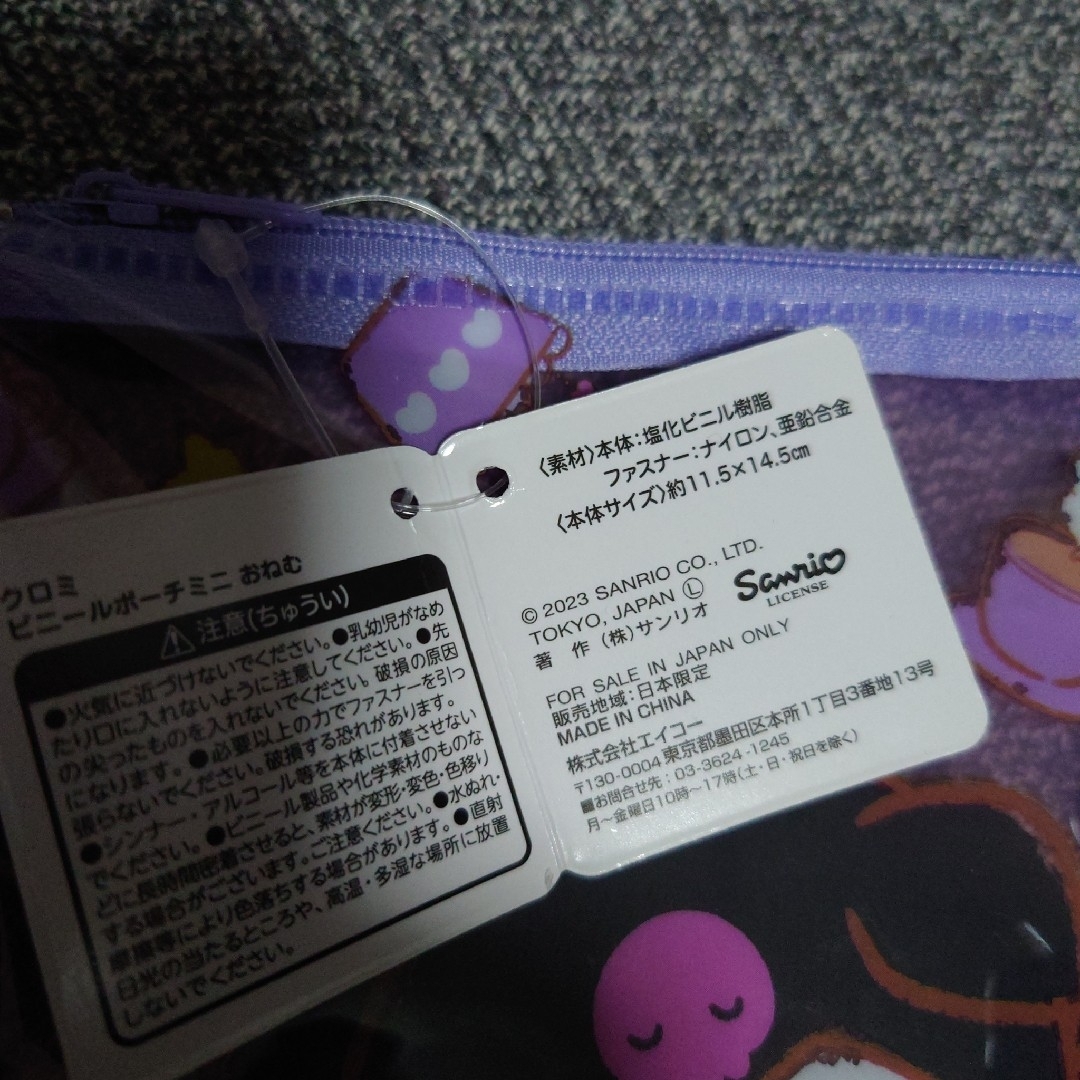 クロミ
ビニールポーチミニ おねむ
注意(ちゅうい)
●火気に近づけないでください。●乳幼児がなめ
たり口に入れないように注意してください。●先
の尖ったものを入れないでください。破損の原因
になります。●必要以上の力でファスナーを引っ
張らないでください。破損する恐れがあります。
●シンナー・アルコール等を本体に付着させない
でください。●ビニール製品や化学素材のものな
どに長時間密着させると、素材が変形・変色・色移り
する場合がございます。ご注意ください。●水ぬれ・
摩擦等により色落ちする場合があります。●直射
日光の当たるところや、高温・多湿な場所に放置
しないでください。
〈素材〉本体:塩化ビニル樹脂
ファスナー:ナイロン、亜鉛合金
〈本体サイズ〉約11.5×14.5㎝
© 2023 SANRIO CO., LTD.
TOKYO, JAPAN Ⓛ
著 作 (株)サンリオ
Sanrio
LICENSE
FOR SALE IN JAPAN ONLY
販売地域:日本限定
MADE IN CHINA
株式会社エイコー
〒130-0004 東京都墨田区本所1丁目3番地13号
■お問合せ先:03-3624-1245
月〜金曜日10時〜17時(土・日・祝日を除く)